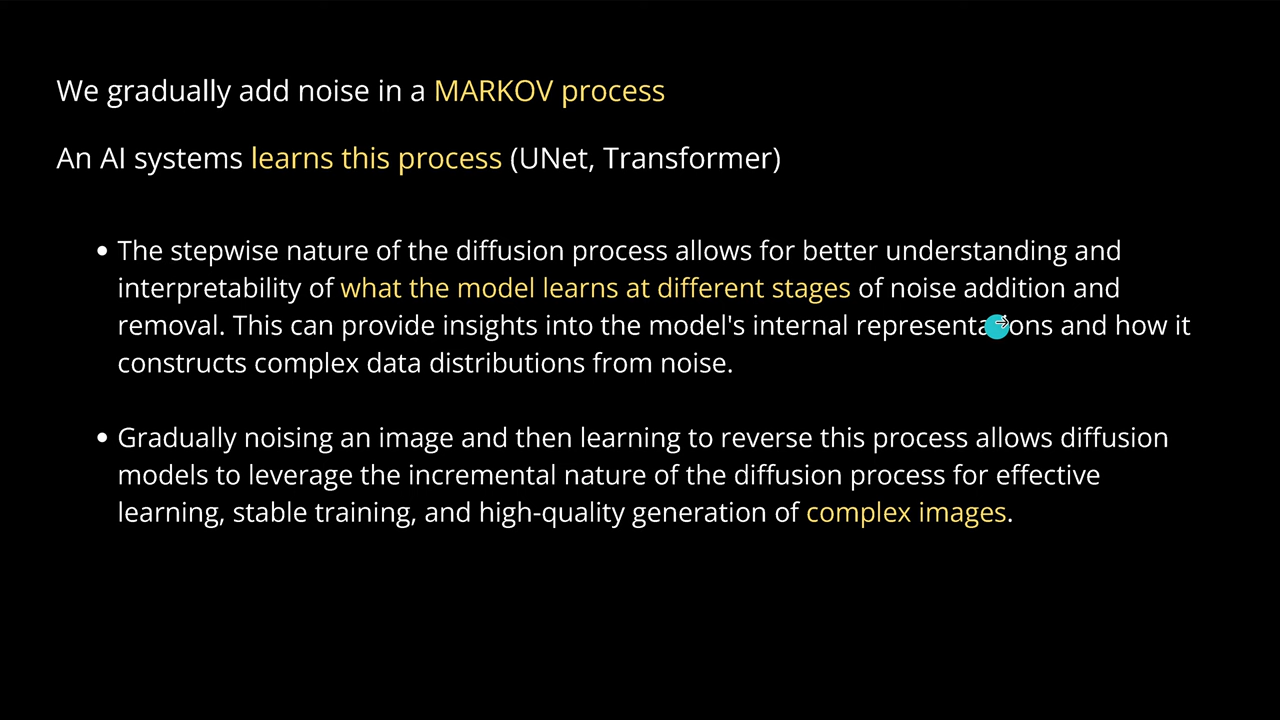 We gradually add noise in a MARKOV process
An AI systems learns this process (UNet, Transformer)
• The stepwise nature of the diffusion process allows for better understanding and
interpretability of what the model learns at different stages of noise addition and
removal. This can provide insights into the model's internal representations and how it
constructs complex data distributions from noise.
• Gradually noising an image and then learning to reverse this process allows diffusion
models to leverage the incremental nature of the diffusion process for effective
learning, stable training, and high-quality generation of complex images.